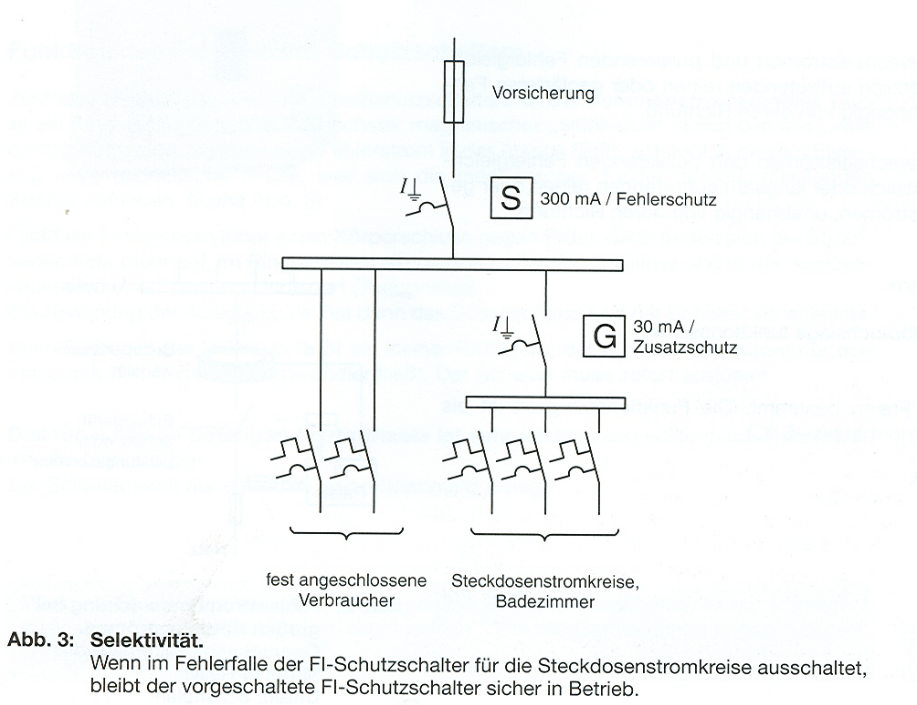 Vorsicherung
I
S
300 mA / Fehlerschutz
I
G
30 mA /
Zusatzschutz
fest angeschlossene
Verbraucher
Steckdosenstromkreise,
Badezimmer
Abb. 3: Selektivität.
Wenn im Fehlerfalle der FI-Schutzschalter für die Steckdosenstromkreise ausschaltet,
bleibt der vorgeschaltete FI-Schutzschalter sicher in Betrieb.